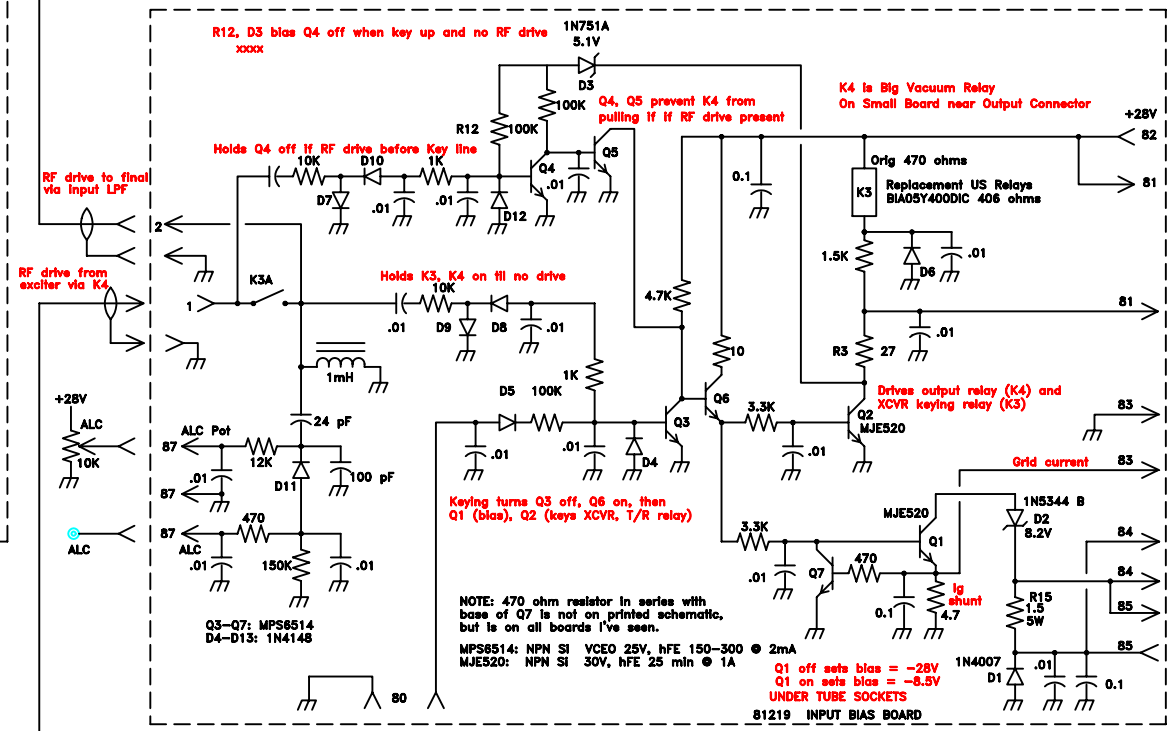 R12, D3 bias Q4 off when key up and no RF drive
xxxx
1N751A
5.1V
D3
100K
R12
100K
Q4, Q5 prevent K4 from
pulling if if RF drive present
K4 is Big Vacuum Relay
On Small Board near Output Connector
+28V
82
81
Holds Q4 off if RF drive before Key line
10K
D10
1K
Q4
Q5
.01
D7
.01
.01
D12
0.1
Orig 470 ohms
K3
Replacement US Relays
BIA05Y400DIC 406 ohms
RF drive to final
via input LPF
2
1.5K
D6
.01
RF drive from
exciter via K4
K3A
1
Holds K3, K4 on til no drive
10K
.01
D9
D8
.01
4.7K
10
81
.01
R3
27
1mH
1K
D5
100K
Q6
Drives output relay (K4) and
XCVR keying relay (K3)
+28V
ALC
10K
24 pF
ALC Pot
87
12K
.01
D11
100 pF
87
.01
.01
D4
Q3
3.3K
.01
Q2
MJE520
83
Grid current
83
Keying turns Q3 off, Q6 on, then
Q1 (bias), Q2 (keys XCVR, T/R relay)
ALC
87
ALC
470
.01
150K
.01
3.3K
MJE520
Q1
1N5344 B
D2
8.2V
84
.01
Q7
470
0.1
Ig
shunt
4.7
84
R15
1.5
5W
85
Q3-Q7: MPS6514
D4-D13: 1N4148
NOTE: 470 ohm resistor in series with
base of Q7 is not on printed schematic,
but is on all boards I've seen.
MPS6514: NPN Si VCEO 25V, hFE 150-300 @ 2mA
MJE520: NPN Si 30V, hFE 25 min @ 1A
85
1N4007
D1
.01
0.1
80
Q1 off sets bias = -28V
Q1 on sets bias = -8.5V
UNDER TUBE SOCKETS
81219 INPUT BIAS BOARD